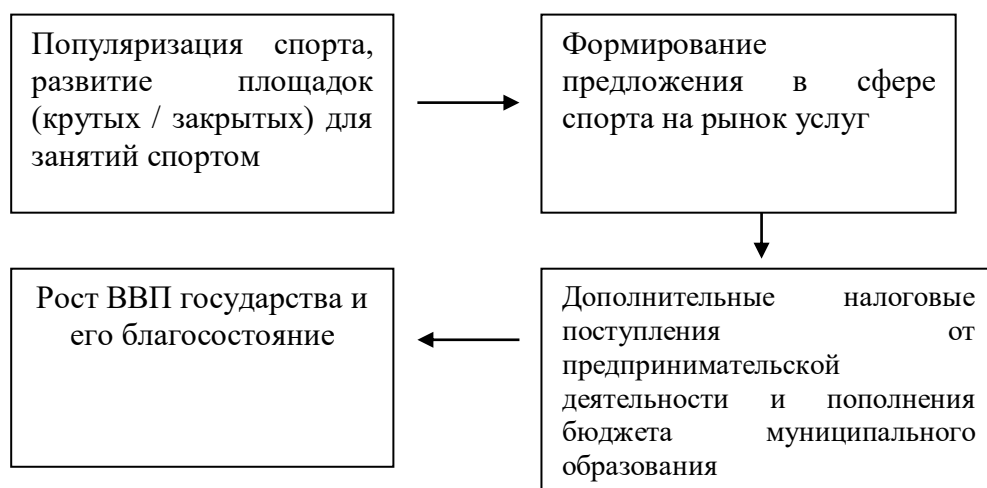 Популяризация спорта,
развитие площадок
(крутых / закрытых) для
занятий спортом
Формирование
предложения в сфере
спорта на рынок услуг
Дополнительные налоговые
поступления от
предпринимательской
деятельности и пополнения
бюджета муниципального
образования
Рост ВВП государства и
его благосостояние